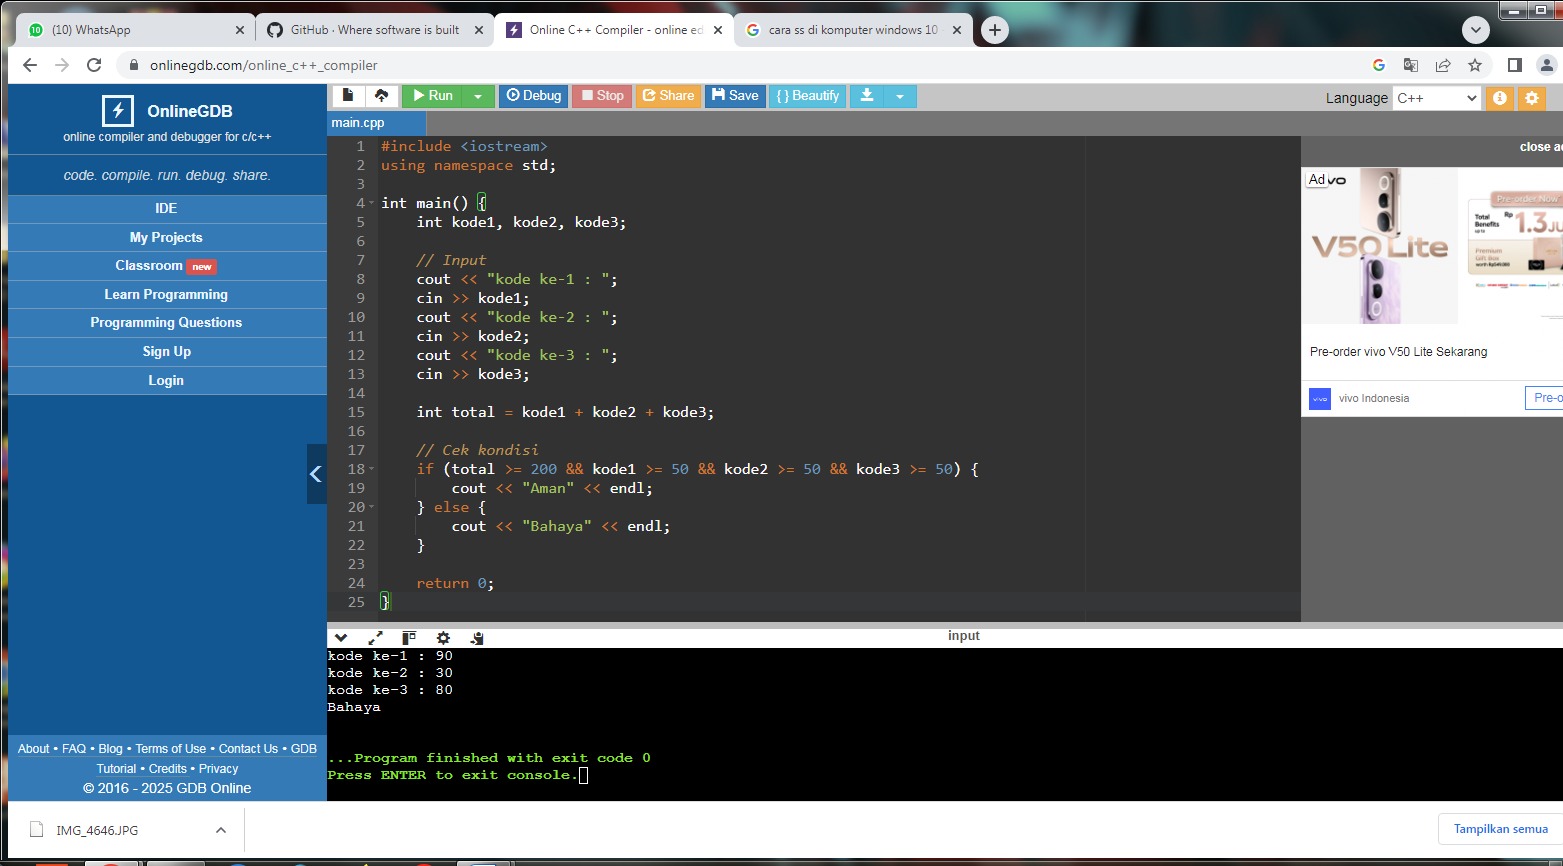 (10) WhatsApp
GitHub · Where software is built
Online C++ Compiler - online ed
cara ss di komputer windows 10
onlinegdb.com/online_c++_compiler
OnlineGDB
online compiler and debugger for c/c++
code. compile. run. debug. share.
IDE
My Projects
Classroom new
Learn Programming
Programming Questions
Sign Up
Login
About • FAQ • Blog • Terms of Use • Contact Us • GDB
Tutorial • Credits • Privacy
© 2016 - 2025 GDB Online
Run Debug Stop Share Save { } Beautify
Language C++
main.cpp
1 #include <iostream>
2 using namespace std;
3
4 int main() {
5 int kode1, kode2, kode3;
6
7 // Input
8 cout << "kode ke-1 : ";
9 cin >> kode1;
10 cout << "kode ke-2 : ";
11 cin >> kode2;
12 cout << "kode ke-3 : ";
13 cin >> kode3;
14
15 int total = kode1 + kode2 + kode3;
16
17 // Cek kondisi
18 if (total >= 200 && kode1 >= 50 && kode2 >= 50 && kode3 >= 50) {
19 cout << "Aman" << endl;
20 } else {
21 cout << "Bahaya" << endl;
22 }
23
24 return 0;
25 }
close a
Ad vo
V50 Lite
Pre-order Now
Total
Benefits
up to
Rp
1.3JU
Premium
Gift Box
Pre-order vivo V50 Lite Sekarang
vivo
vivo Indonesia
Pre-o
input
kode ke-1 : 90
kode ke-2 : 30
kode ke-3 : 80
Bahaya
...Program finished with exit code 0
Press ENTER to exit console.
IMG_4646.JPG
Tampilkan semua